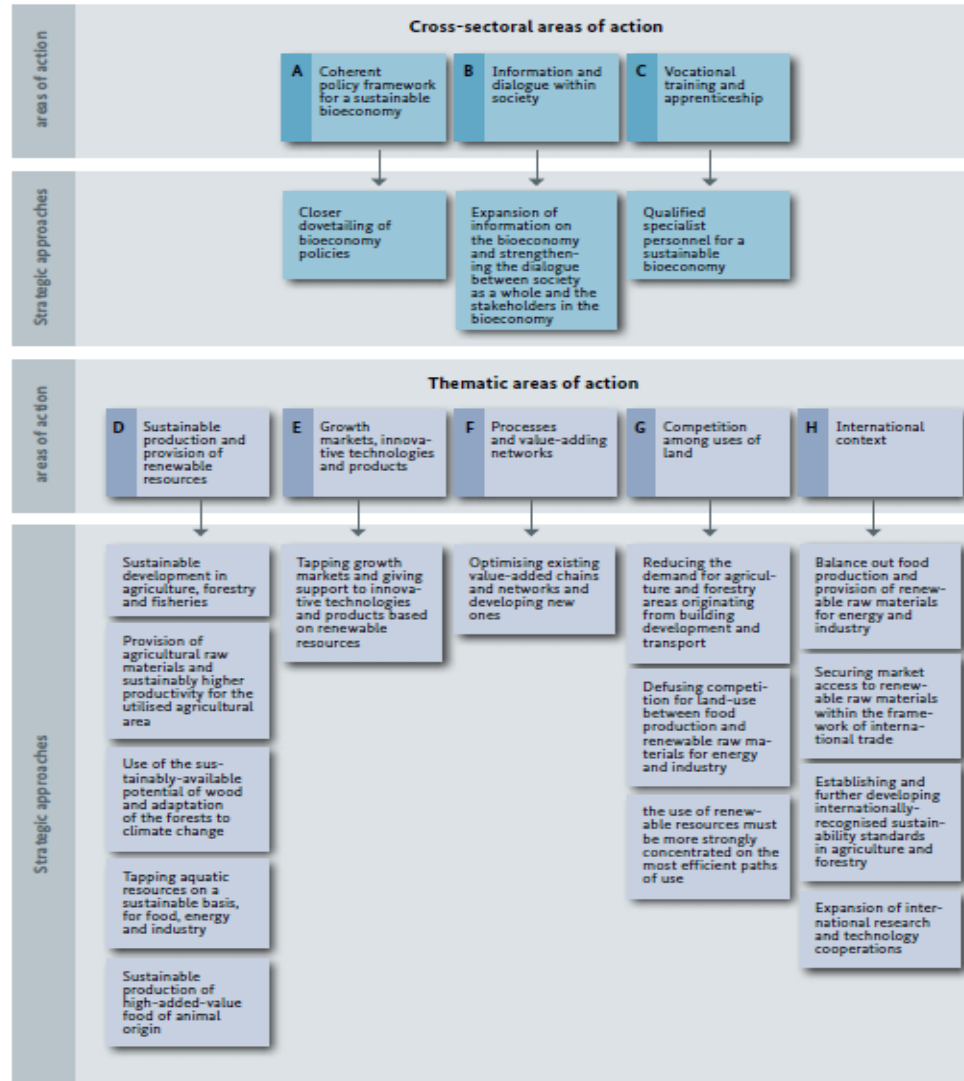 areas of action
Cross-sectoral areas of action
A Coherent
policy framework
for a sustainable
bioeconomy
B Information and
dialogue within
society
C Vocational
training and
apprenticeship
Strategic approaches
Closer
dovetailing of
bioeconomy
policies
Expansion of
information on
the bioeconomy
and strengthen-
ing the dialogue
between society
as a whole and the
stakeholders in the
bioeconomy
Qualified
specialist
personnel for a
sustainable
bioeconomy
areas of action
Thematic areas of action
D Sustainable
production and
provision of
renewable
resources
E Growth
markets, innova-
tive technologies
and products
F Processes
and value-adding
networks
G Competition
among uses of
land
H International
context
Strategic approaches
Sustainable
development in
agriculture, forestry
and fisheries
Provision of
agricultural raw
materials and
sustainably higher
productivity for the
utilised agricultural
area
Use of the sus-
tainably-available
potential of wood
and adaptation
of the forests to
climate change
Tapping aquatic
resources on a
sustainable basis,
for food, energy
and industry
Sustainable
production of
high-added-value
food of animal
origin
Tapping growth
markets and giving
support to innova-
tive technologies
and products based
on renewable
resources
Optimising existing
value-added chains
and networks and
developing new
ones
Reducing the
demand for agricul-
ture and forestry
areas originating
from building
development and
transport
Defusing competi-
tion for land-use
between food
production and
renewable raw ma-
terials for energy
and industry
the use of renew-
able resources must
be more strongly
concentrated on the
most efficient paths
of use
Balance out food
production and
provision of renew-
able raw materials
for energy and
industry
Securing market
access to renew-
able raw materials
within the frame-
work of inter-
national trade
Establishing and
further developing
internationally-
recognised sustain-
ability standards
in agriculture and
forestry
Expansion of inter-
national research
and technology
cooperations